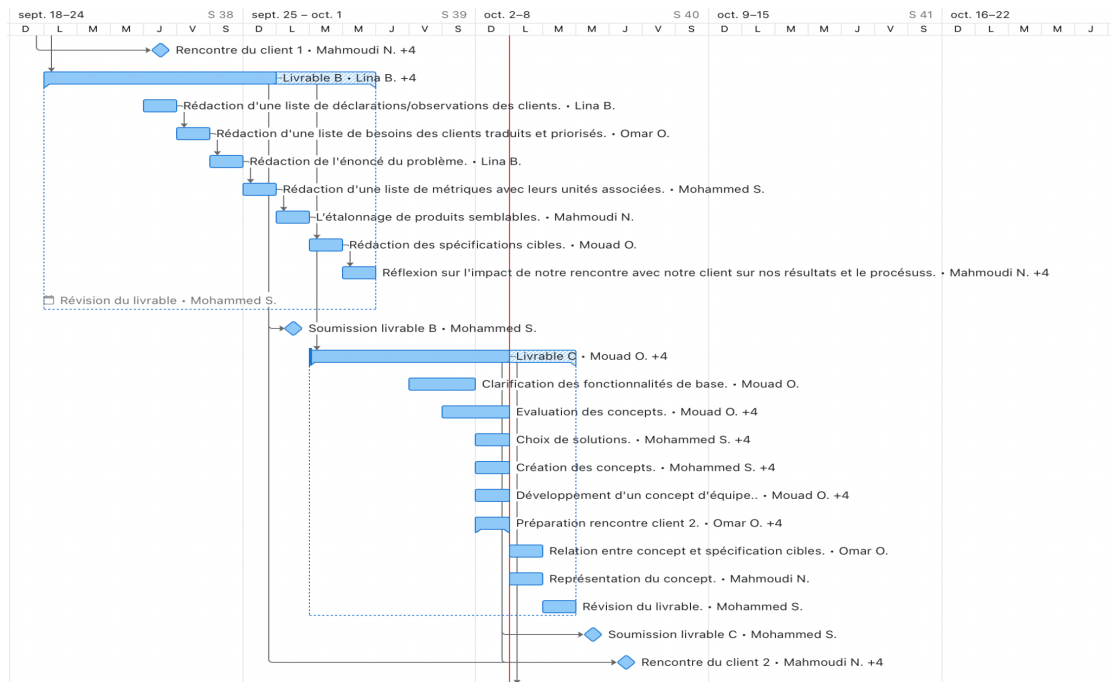 sept. 18–24 S 38 sept. 25 – oct. 1 S 39 oct. 2–8 S 40 oct. 9–15 S 41 oct. 16–22
D L M M J V S D L M M J V S D L M M J V S D L M M J V S D L M M J
Rencontre du client 1 • Mahmoudi N. +4
Livrable B • Lina B. +4
Rédaction d'une liste de déclarations/observations des clients. • Lina B.
Rédaction d'une liste de besoins des clients traduits et priorisés. • Omar O.
Rédaction de l'énoncé du problème. • Lina B.
Rédaction d'une liste de métriques avec leurs unités associées. • Mohammed S.
L'étalonnage de produits semblables. • Mahmoudi N.
Rédaction des spécifications cibles. • Mouad O.
Réflexion sur l'impact de notre rencontre avec notre client sur nos résultats et le procésuss. • Mahmoudi N. +4
Révision du livrable • Mohammed S.
Soumission livrable B • Mohammed S.
Livrable C • Mouad O. +4
Clarification des fonctionnalités de base. • Mouad O.
Evaluation des concepts. • Mouad O. +4
Choix de solutions. • Mohammed S. +4
Création des concepts. • Mohammed S. +4
Développement d'un concept d'équipe.. • Mouad O. +4
Préparation rencontre client 2. • Omar O. +4
Relation entre concept et spécification cibles. • Omar O.
Représentation du concept. • Mahmoudi N.
Révision du livrable. • Mohammed S.
Soumission livrable C • Mohammed S.
Rencontre du client 2 • Mahmoudi N. +4